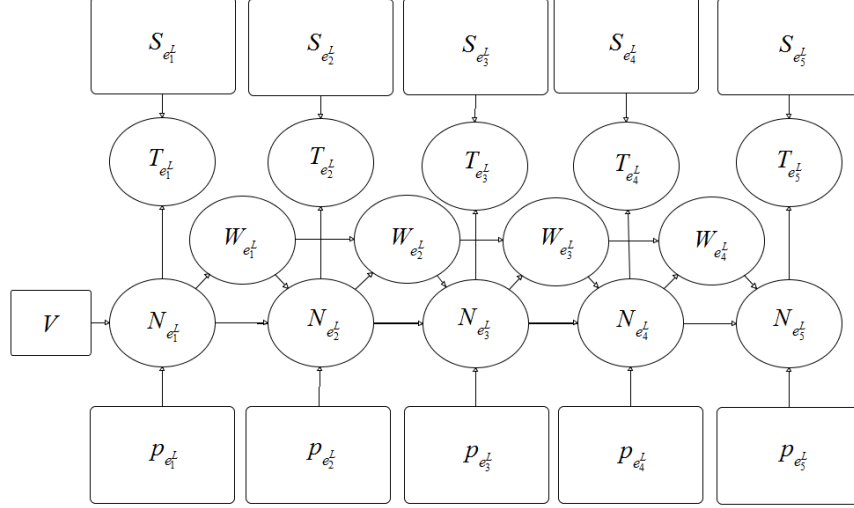 S_{e_1^L} S_{e_2^L} S_{e_3^L} S_{e_4^L} S_{e_5^L}
T_{e_1^L} T_{e_2^L} T_{e_3^L} T_{e_4^L} T_{e_5^L}
W_{e_1^L} W_{e_2^L} W_{e_3^L} W_{e_4^L}
V N_{e_1^L} N_{e_2^L} N_{e_3^L} N_{e_4^L} N_{e_5^L}
p_{e_1^L} p_{e_2^L} p_{e_3^L} p_{e_4^L} p_{e_5^L}